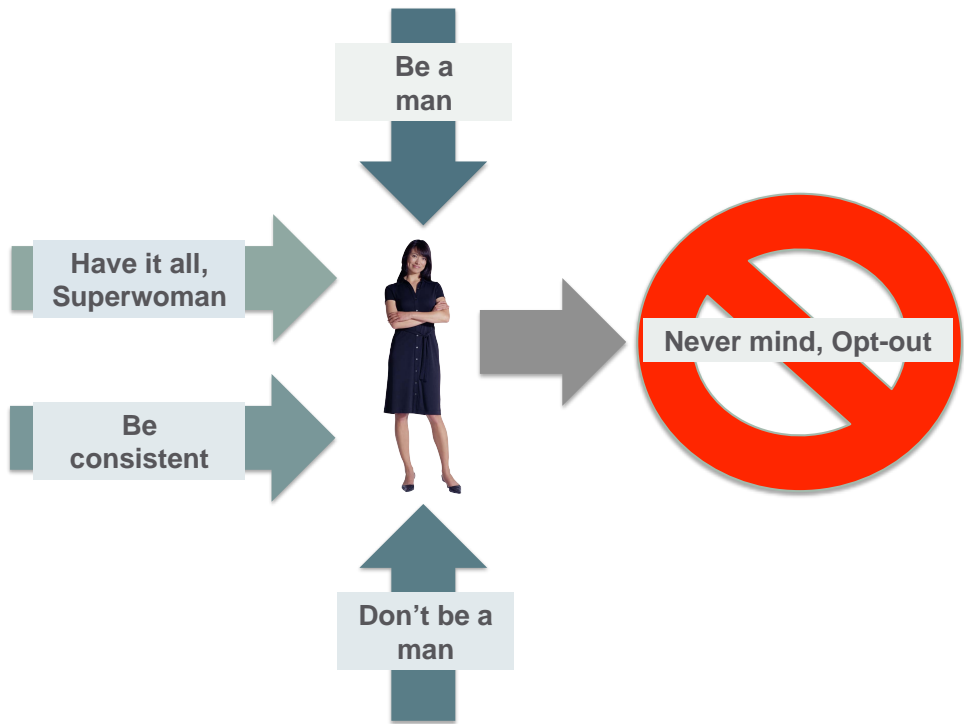 Be a
man
Have it all,
Superwoman
Never mind, Opt-out
Be
consistent
Don’t be a
man